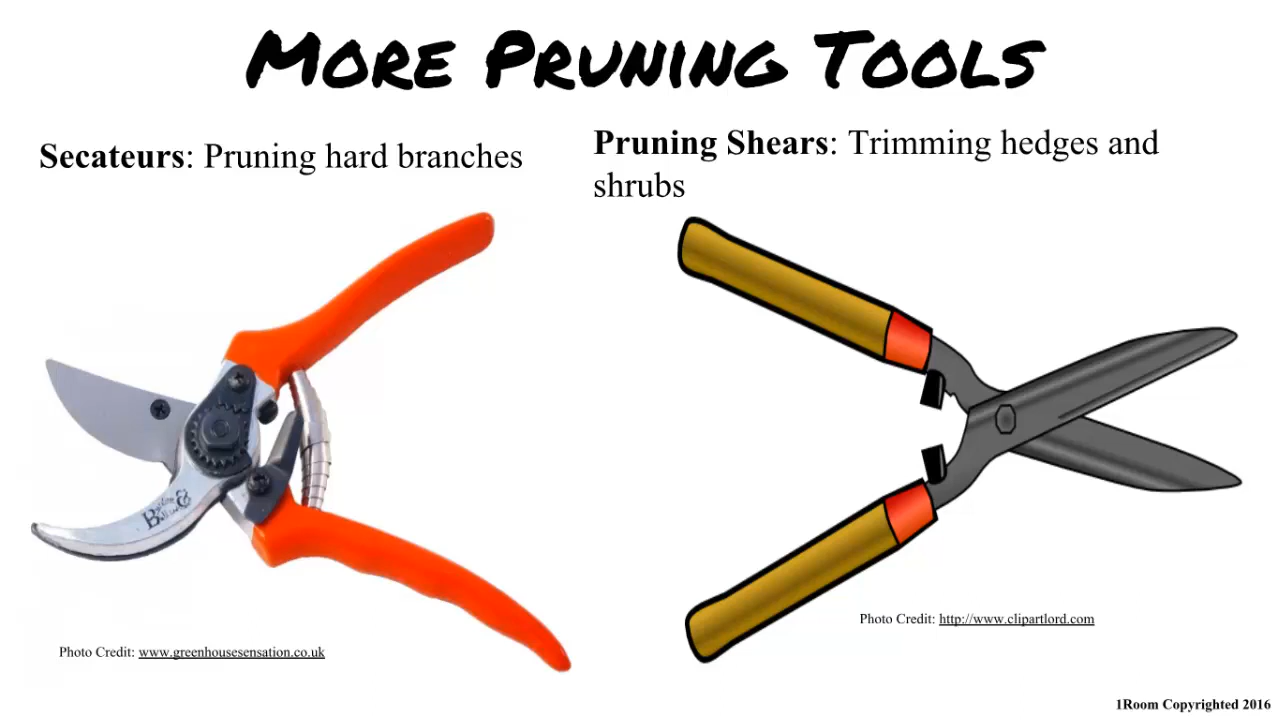 More Pruning Tools
Secateurs: Pruning hard branches
Pruning Shears: Trimming hedges and
shrubs
B
&
Photo Credit: http://www.clipartlord.com
Photo Credit: www.greenhousesensation.co.uk
1Room Copyrighted 2016